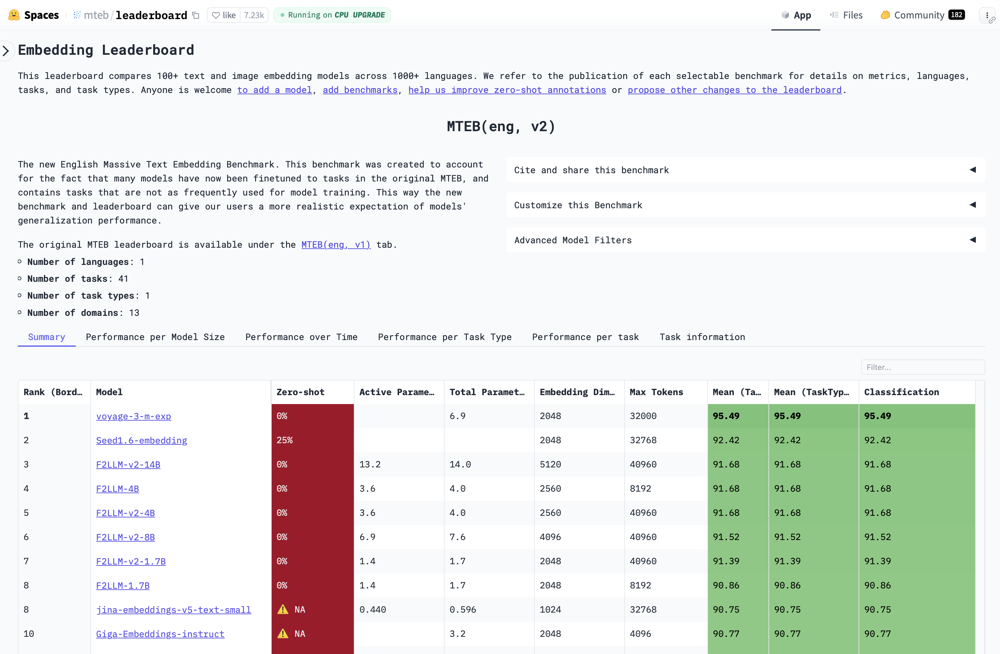 Spaces mteb/leaderboard like 7.23k Running on CPU UPGRADE App Files Community 182
Embedding Leaderboard
This leaderboard compares 100+ text and image embedding models across 1000+ languages. We refer to the publication of each selectable benchmark for details on metrics, languages,
tasks, and task types. Anyone is welcome to add a model, add benchmarks, help us improve zero-shot annotations or propose other changes to the leaderboard.
MTEB(eng, v2)
The new English Massive Text Embedding Benchmark. This benchmark was created to account
for the fact that many models have now been finetuned to tasks in the original MTEB, and
contains tasks that are not as frequently used for model training. This way the new
benchmark and leaderboard can give our users a more realistic expectation of models'
generalization performance.
The original MTEB leaderboard is available under the MTEB(eng, v1) tab.
Number of languages: 1
Number of tasks: 41
Number of task types: 1
Number of domains: 13
Cite and share this benchmark
Customize this Benchmark
Advanced Model Filters
Summary Performance per Model Size Performance over Time Performance per Task Type Performance per task Task information
Filter...
Rank (Bord… Model Zero-shot Active Parame… Total Paramet… Embedding Dim… Max Tokens Mean (Ta… Mean (TaskTyp… Classification
1 voyage-3-m-exp 0% 6.9 2048 32000 95.49 95.49 95.49
2 Seed1.6-embedding 25% 2048 32768 92.42 92.42 92.42
3 F2LLM-v2-14B 0% 13.2 14.0 5120 40960 91.68 91.68 91.68
4 F2LLM-4B 0% 3.6 4.0 2560 8192 91.68 91.68 91.68
5 F2LLM-v2-4B 0% 3.6 4.0 2560 40960 91.68 91.68 91.68
6 F2LLM-v2-8B 0% 6.9 7.6 4096 40960 91.52 91.52 91.52
7 F2LLM-v2-1.7B 0% 1.4 1.7 2048 40960 91.39 91.39 91.39
8 F2LLM-1.7B 0% 1.4 1.7 2048 8192 90.86 90.86 90.86
8 jina-embeddings-v5-text-small ⚠️ NA 0.440 0.596 1024 32768 90.75 90.75 90.75
10 Giga-Embeddings-instruct ⚠️ NA 3.2 2048 4096 90.77 90.77 90.77